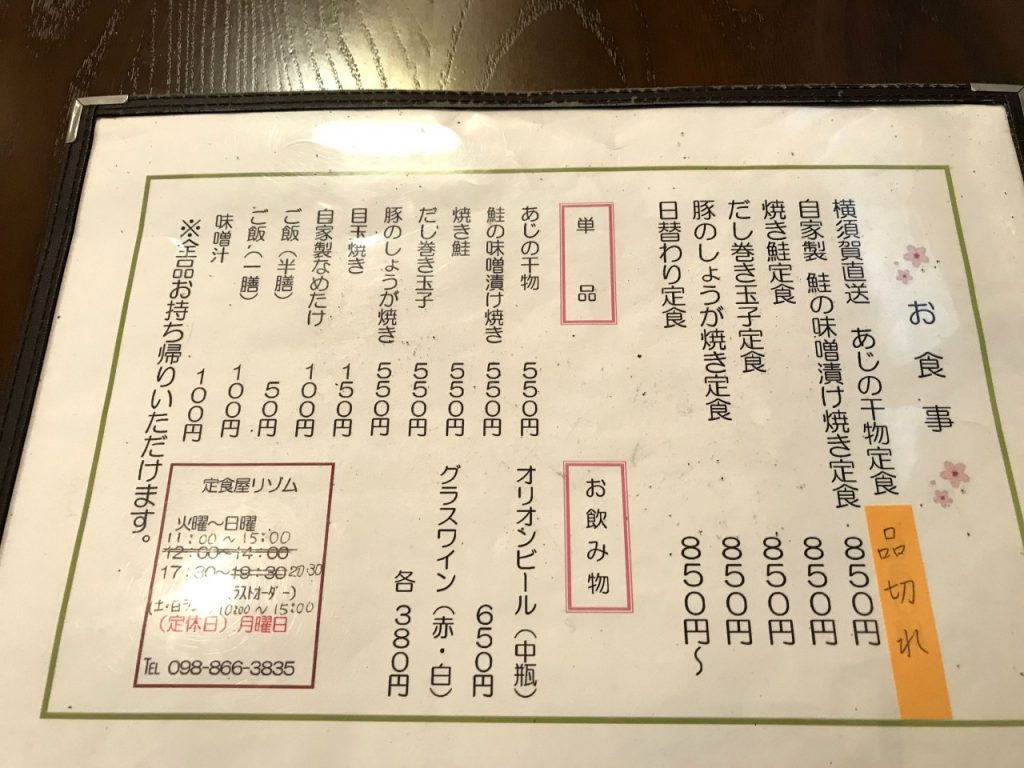 お食事
横須賀直送 あじの干物定食 品切れ
自家製 鮭の味噌漬け焼き定食 850円
焼き鮭定食 850円
だし巻き玉子定食 850円
豚のしょうが焼き定食 850円
日替わり定食 850円～
単品
あじの干物 550円
鮭の味噌漬け焼き 550円
焼き鮭 550円
だし巻き玉子 550円
豚のしょうが焼き 550円
目玉焼き 150円
自家製なめたけ 100円
ご飯（半膳） 50円
ご飯（一膳） 100円
味噌汁 100円
※全品お持ち帰りいただけます。
お飲み物
オリオンビール（中瓶）
650円
グラスワイン（赤・白）
各 380円
定食屋リゾム
火曜～日曜
11:00～15:00
12:00～14:00
17:30～19:30 20:30
(ラストオーダー)
(土・日 10:00～15:00
（定休日）月曜日
TEL 098-866-3835